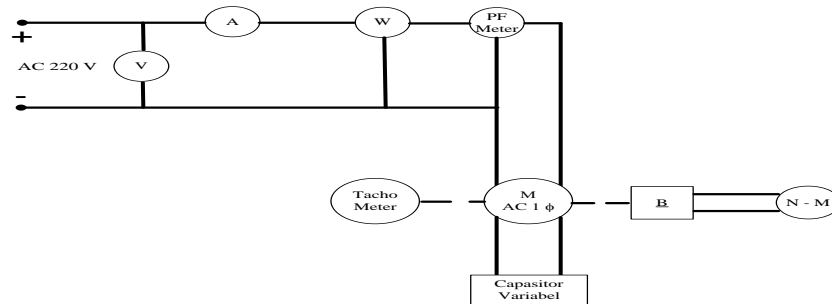 A
W
PF
Meter
+
AC 220 V
V
-
Tacho
Meter
M
AC 1 ϕ
B
N - M
Capasitor
Variabel